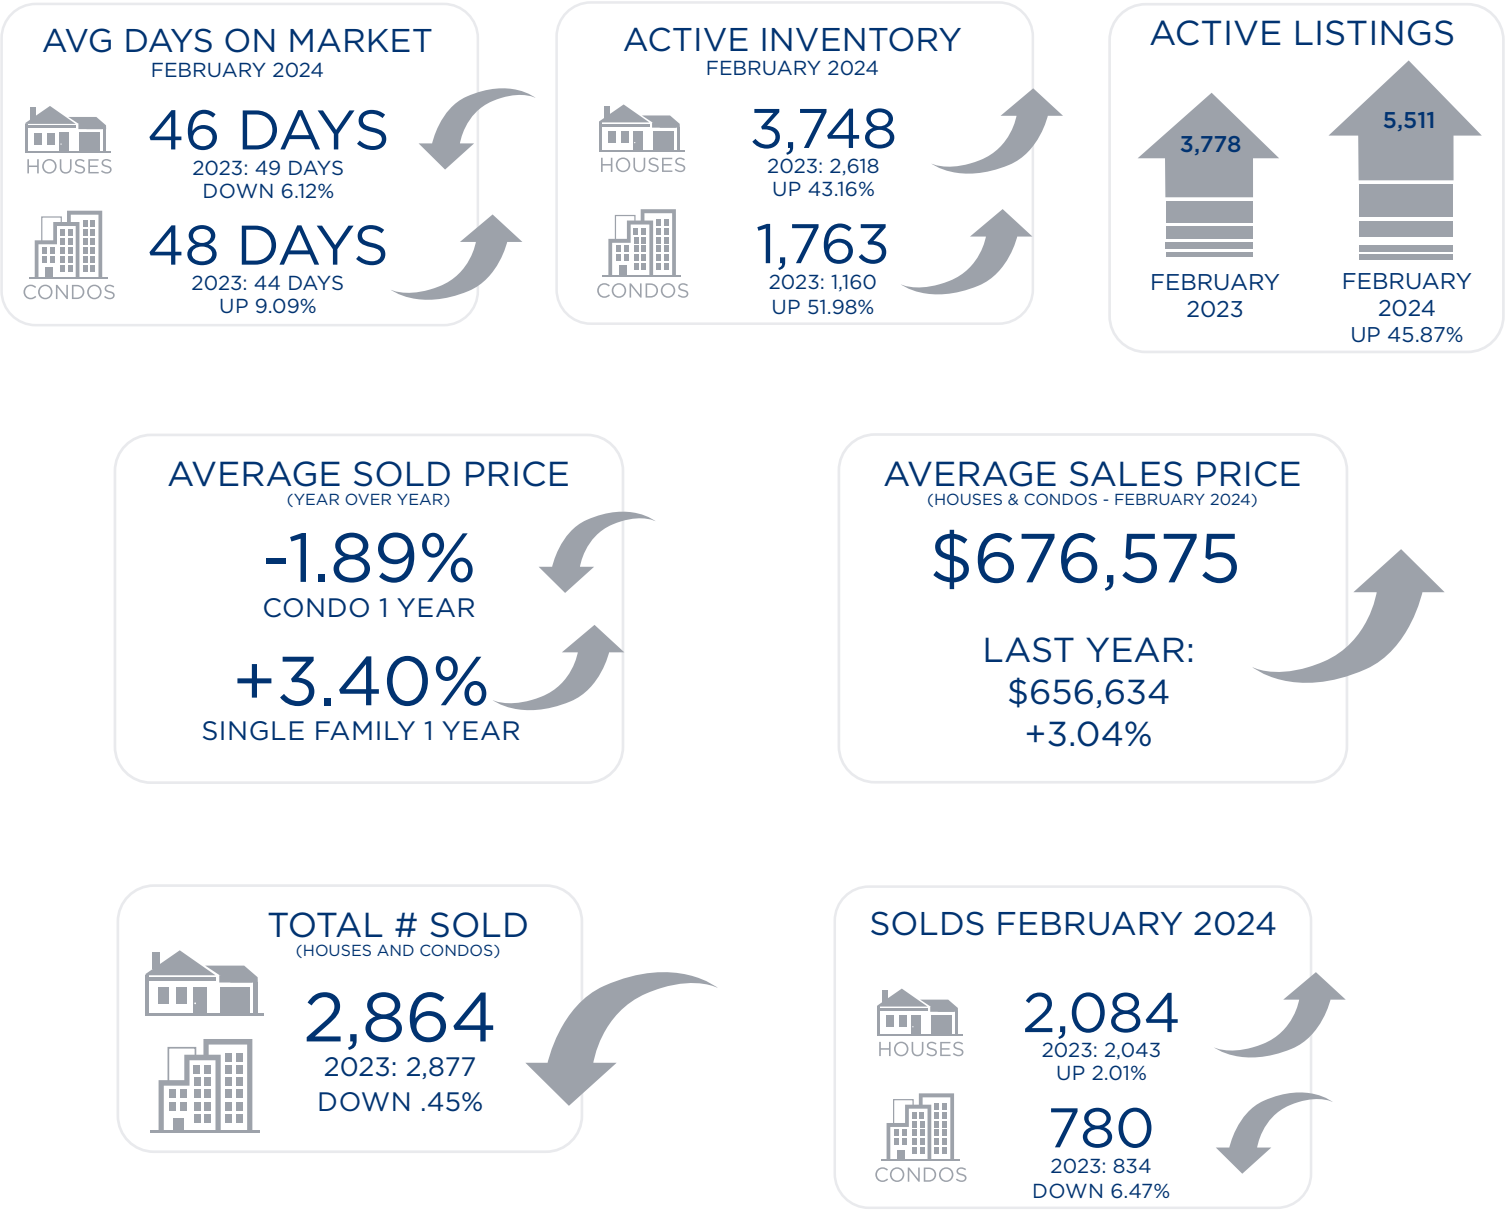 AVG DAYS ON MARKET
FEBRUARY 2024
HOUSES
46 DAYS
2023: 49 DAYS
DOWN 6.12%
CONDOS
48 DAYS
2023: 44 DAYS
UP 9.09%
ACTIVE INVENTORY
FEBRUARY 2024
HOUSES
3,748
2023: 2,618
UP 43.16%
CONDOS
1,763
2023: 1,160
UP 51.98%
ACTIVE LISTINGS
3,778
FEBRUARY
2023
5,511
FEBRUARY
2024
UP 45.87%
AVERAGE SOLD PRICE
(YEAR OVER YEAR)
-1.89%
CONDO 1 YEAR
+3.40%
SINGLE FAMILY 1 YEAR
AVERAGE SALES PRICE
(HOUSES & CONDOS - FEBRUARY 2024)
$676,575
LAST YEAR:
$656,634
+3.04%
TOTAL # SOLD
(HOUSES AND CONDOS)
2,864
2023: 2,877
DOWN .45%
SOLDS FEBRUARY 2024
HOUSES
2,084
2023: 2,043
UP 2.01%
CONDOS
780
2023: 834
DOWN 6.47%